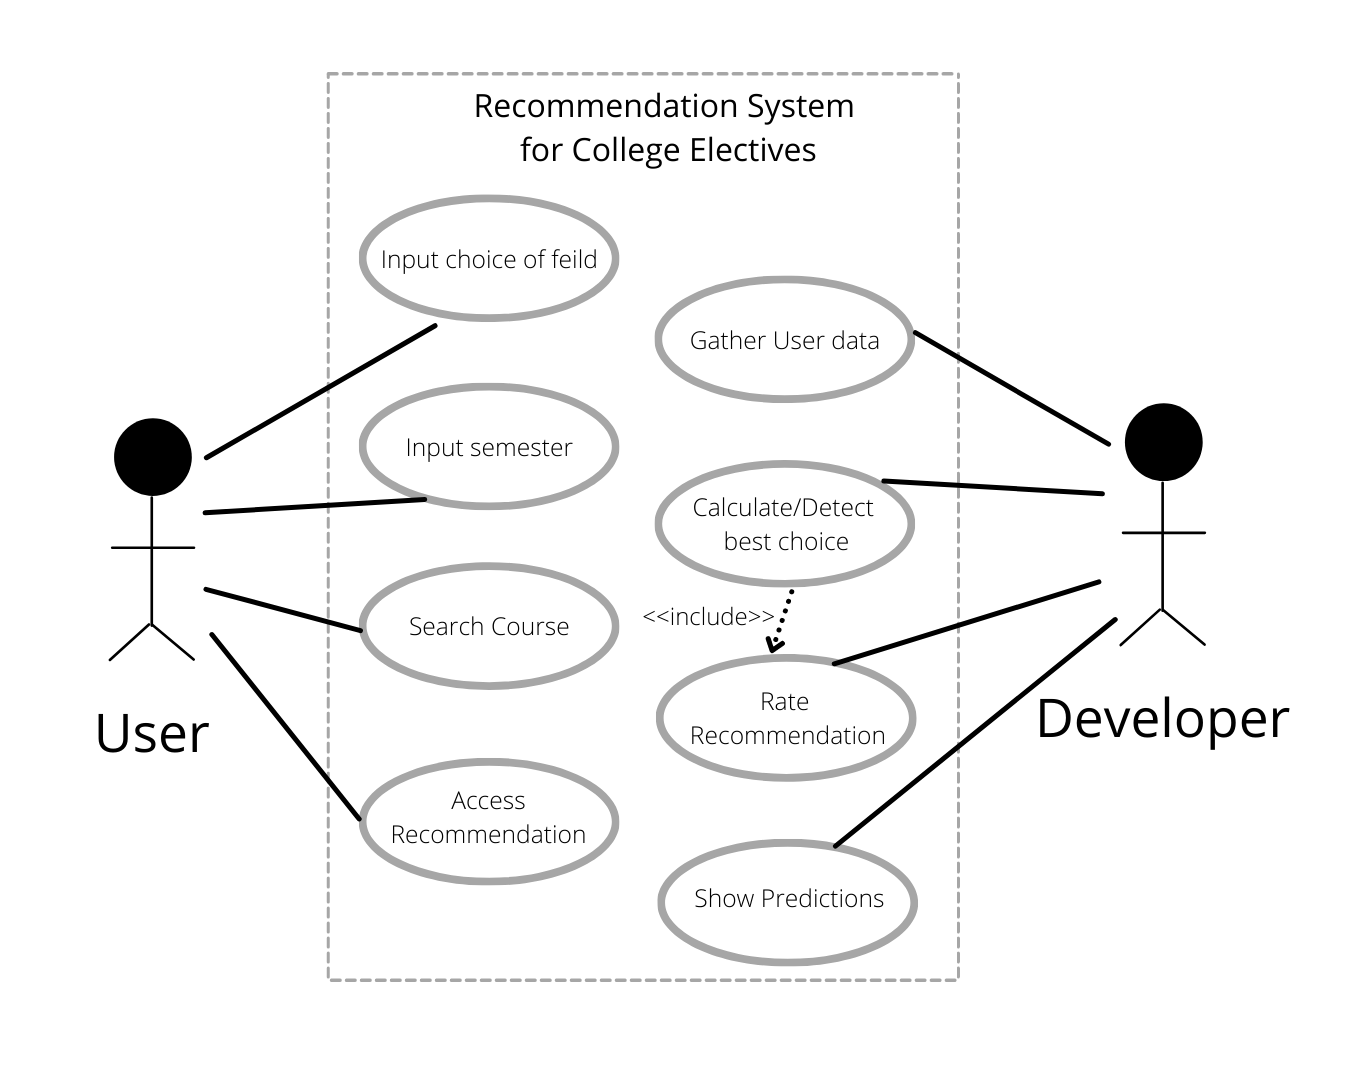 Recommendation System
for College Electives
Input choice of feild
Gather User data
Input semester
Calculate/Detect
best choice
<<include>>
Search Course
Rate
Recommendation
User
Developer
Access
Recommendation
Show Predictions